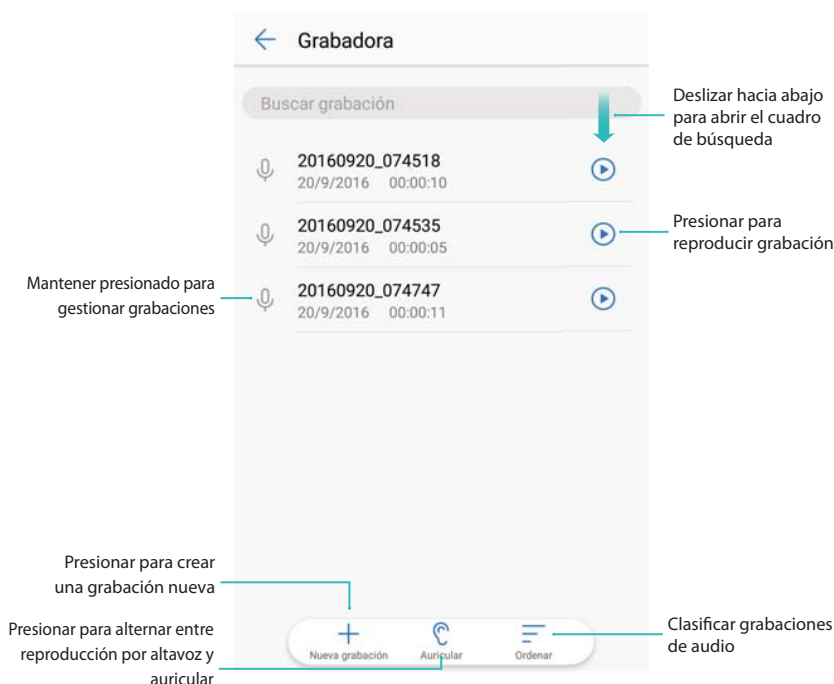 Grabadora
Buscar grabación
Deslizar hacia abajo
para abrir el cuadro
de búsqueda
20160920_074518
20/9/2016 00:00:10
20160920_074535
20/9/2016 00:00:05
Presionar para
reproducir grabación
20160920_074747
20/9/2016 00:00:11
Mantener presionado para
gestionar grabaciones
Presionar para crear
una grabación nueva
Presionar para alternar entre
reproducción por altavoz y
auricular
Nueva grabación
Auricular
Ordenar
Clasificar grabaciones
de audio